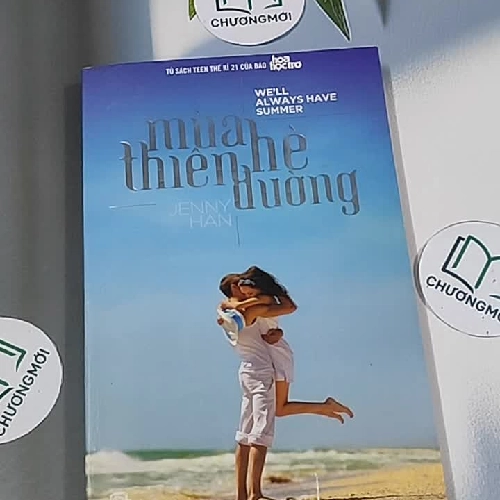 CHƯƠNGMỚI
TỦ SÁCH TEEN THẾ KỈ 21 CỦA BÁO hoa học trò
WE'LL
ALWAYS HAVE
SUMMER
mùa hè
thiên đường
JENNY
HAN
CHƯƠNGMỚI
CHƯƠNGMỚI